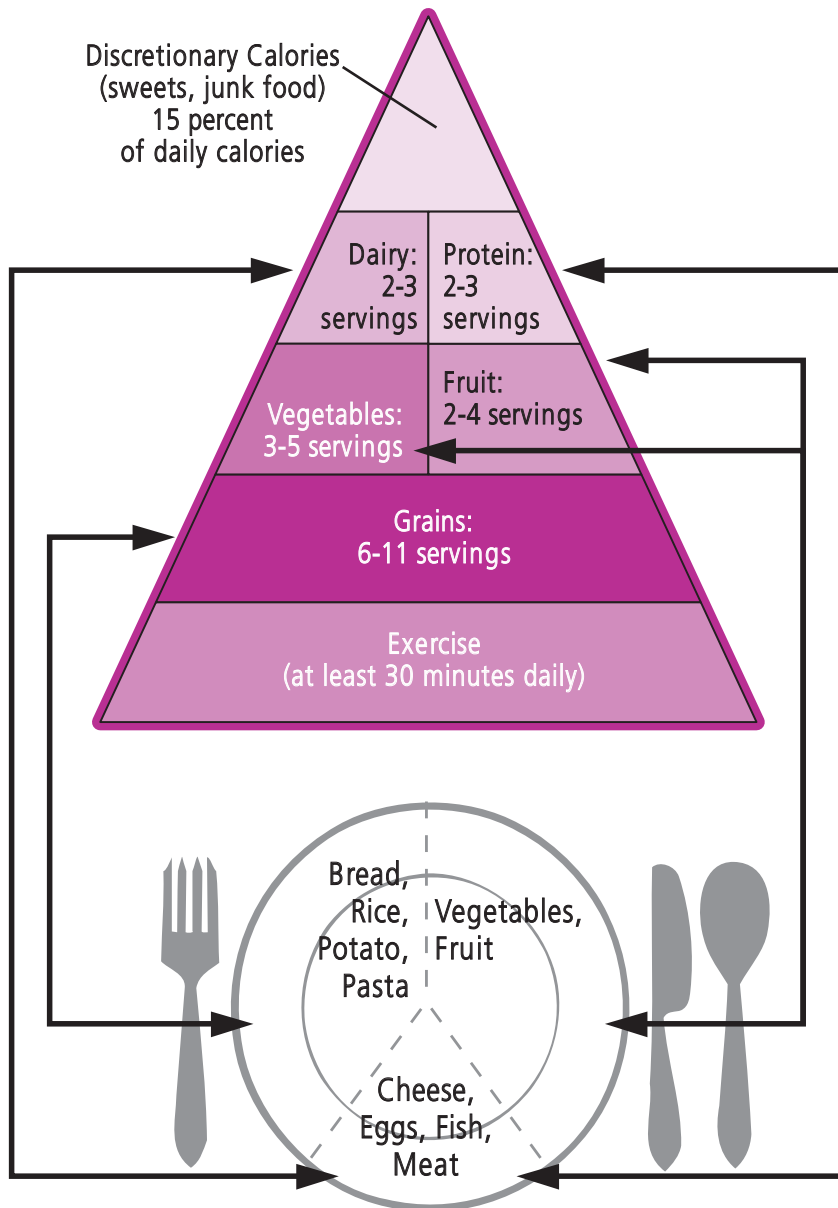 Discretionary Calories
(sweets, junk food)
15 percent
of daily calories
Dairy:
2-3
servings
Protein:
2-3
servings
Vegetables:
3-5 servings
Fruit:
2-4 servings
Grains:
6-11 servings
Exercise
(at least 30 minutes daily)
Bread,
Rice,
Potato,
Pasta
Vegetables,
Fruit
Cheese,
Eggs, Fish,
Meat